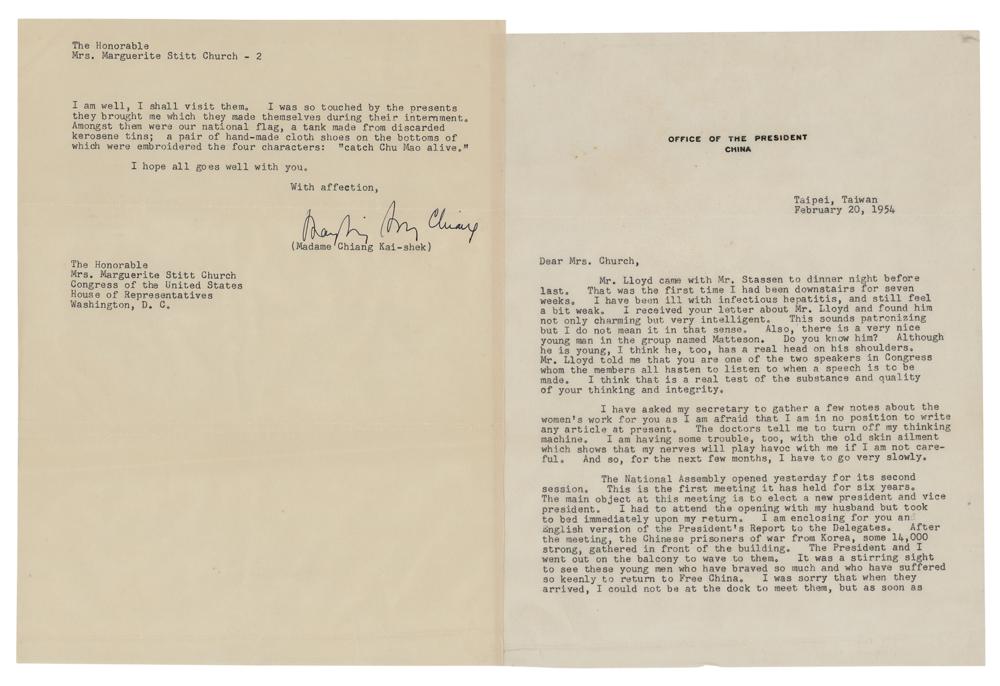 OFFICE OF THE PRESIDENT
CHINA
Taipei, Taiwan
February 20, 1954
Dear Mrs. Church,
Mr. Lloyd came with Mr. Stassen to dinner night before
last. That was the first time I had been downstairs for seven
weeks. I have been ill with infectious hepatitis, and still feel
a bit weak. I received your letter about Mr. Lloyd and found him
not only charming but very intelligent. This sounds patronizing
but I do not mean it in that sense. Also, there is a very nice
young man in the group named Matteson. Do you know him? Although
he is young, I think he, too, has a real head on his shoulders.
Mr. Lloyd told me that you are one of the two speakers in Congress
whom the members all hasten to listen to when a speech is to be
made. I think that is a real test of the substance and quality
of your thinking and integrity.
I have asked my secretary to gather a few notes about the
women's work for you as I am afraid that I am in no position to write
any article at present. The doctors tell me to turn off my thinking
machine. I am having some trouble, too, with the old skin ailment
which shows that my nerves will play havoc with me if I am not care-
ful. And so, for the next few months, I have to go very slowly.
The National Assembly opened yesterday for its second
session. This is the first meeting it has held for six years.
The main object at this meeting is to elect a new president and vice
president. I had to attend the opening with my husband but took
to bed immediately upon my return. I am enclosing for you an
English version of the President's Report to the Delegates. After
the meeting, the Chinese prisoners of war from Korea, some 14,000
strong, gathered in front of the building. The President and I
went out on the balcony to wave to them. It was a stirring sight
to see these young men who have braved so much and who have suffered
so keenly to return to Free China. I was sorry that when they
arrived, I could not be at the dock to meet them, but as soon as
The Honorable
Mrs. Marguerite Stitt Church - 2
I am well, I shall visit them. I was so touched by the presents
they brought me which they made themselves during their internment.
Amongst them were our national flag, a tank made from discarded
kerosene tins; a pair of hand-made cloth shoes on the bottoms of
which were embroidered the four characters: "catch Chu Mao alive."
I hope all goes well with you.
With affection,
Mayling Soong Chiang
(Madame Chiang Kai-shek)
The Honorable
Mrs. Marguerite Stitt Church
Congress of the United States
House of Representatives
Washington, D. C.